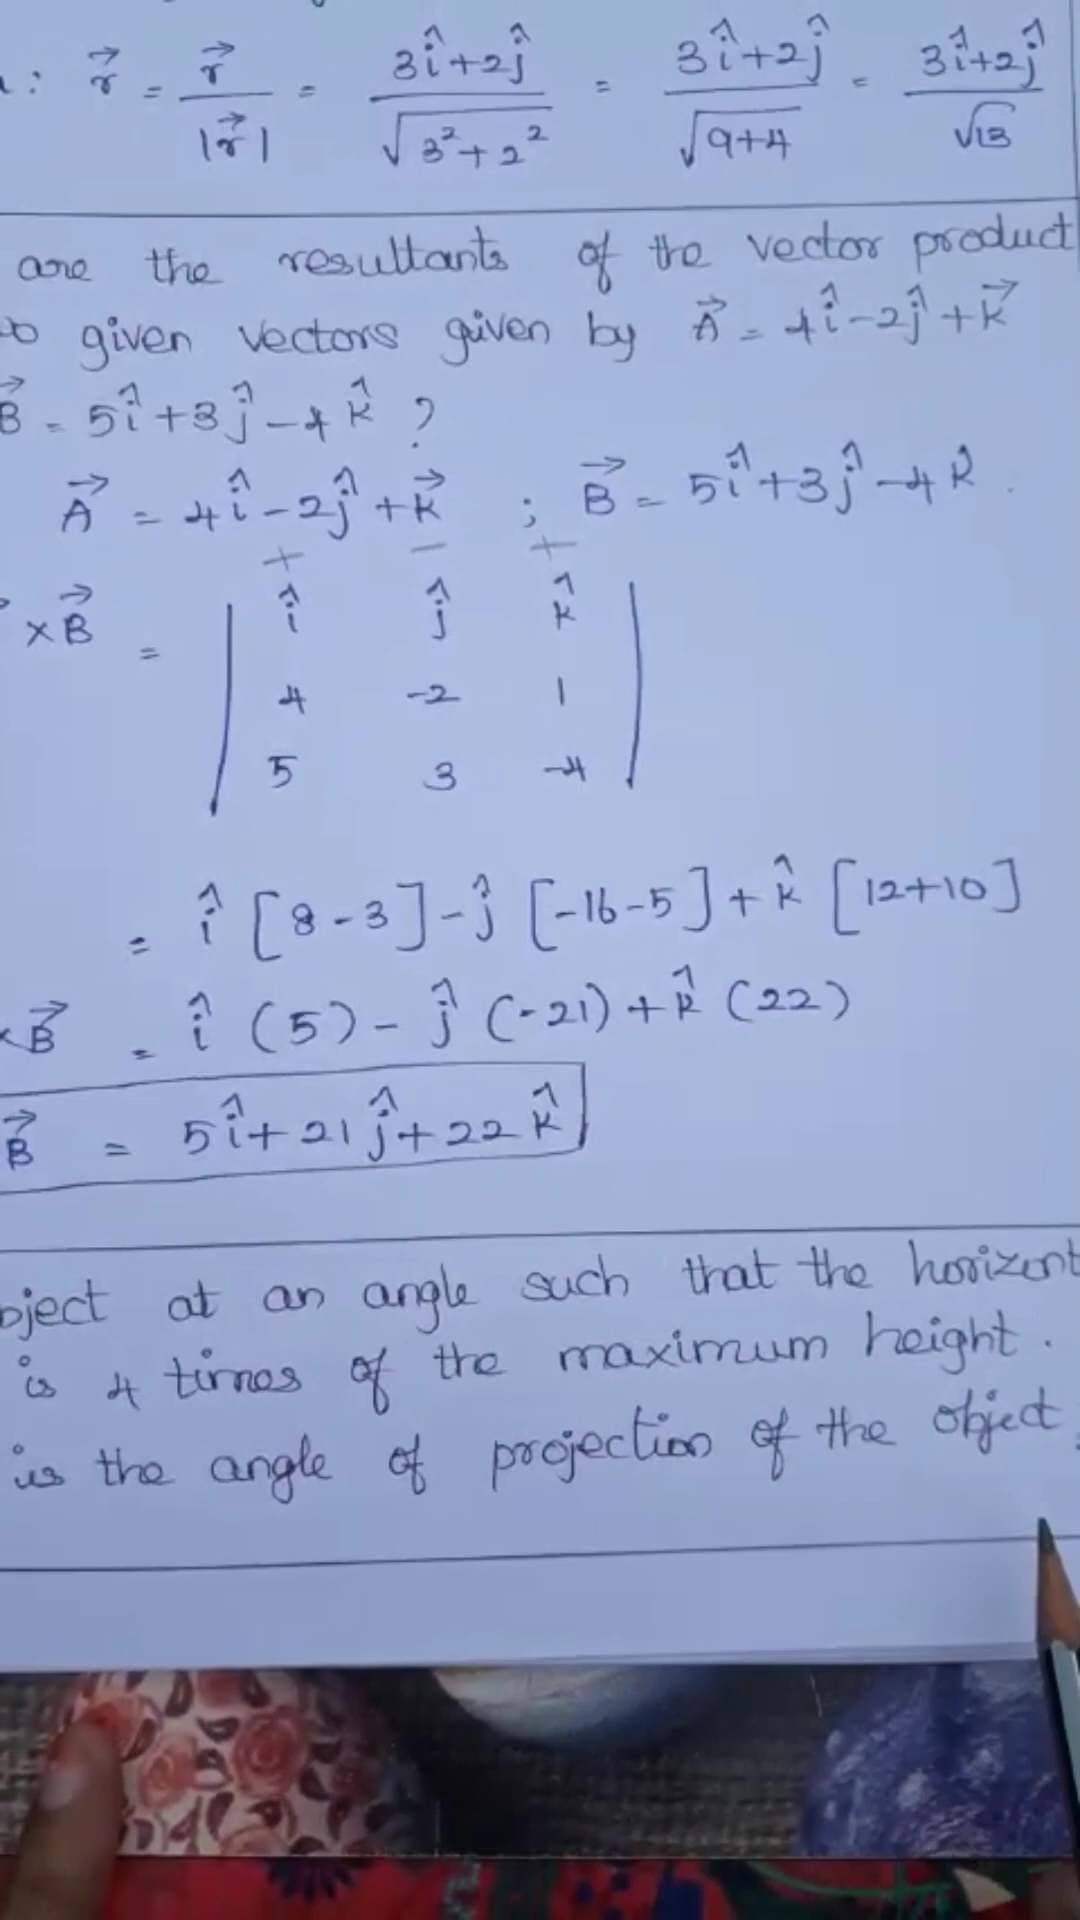 : r⃗ = r⃗ / |r⃗| = 3î+2ĵ / √3²+2² = 3î+2ĵ / √9+4 = 3î+2ĵ / √13
are the resultants of the vector product
given vectors given by A⃗ = 4î-2ĵ+k⃗
B⃗ = 5î+3ĵ-4k̂ ?
A⃗ = 4î-2ĵ+k⃗ ; B⃗ = 5î+3ĵ-4k̂.
+ - +
×B⃗ = | î ĵ k̂ |
4 -2 1
5 3 -4
= î [8-3]-ĵ [-16-5]+k̂ [12+10]
×B⃗ = î (5)-ĵ (-21)+k̂ (22)
B⃗ = 5î+21ĵ+22k̂
at an angle such that the
is 4 times of the maximum height.
is the angle of projection of the object